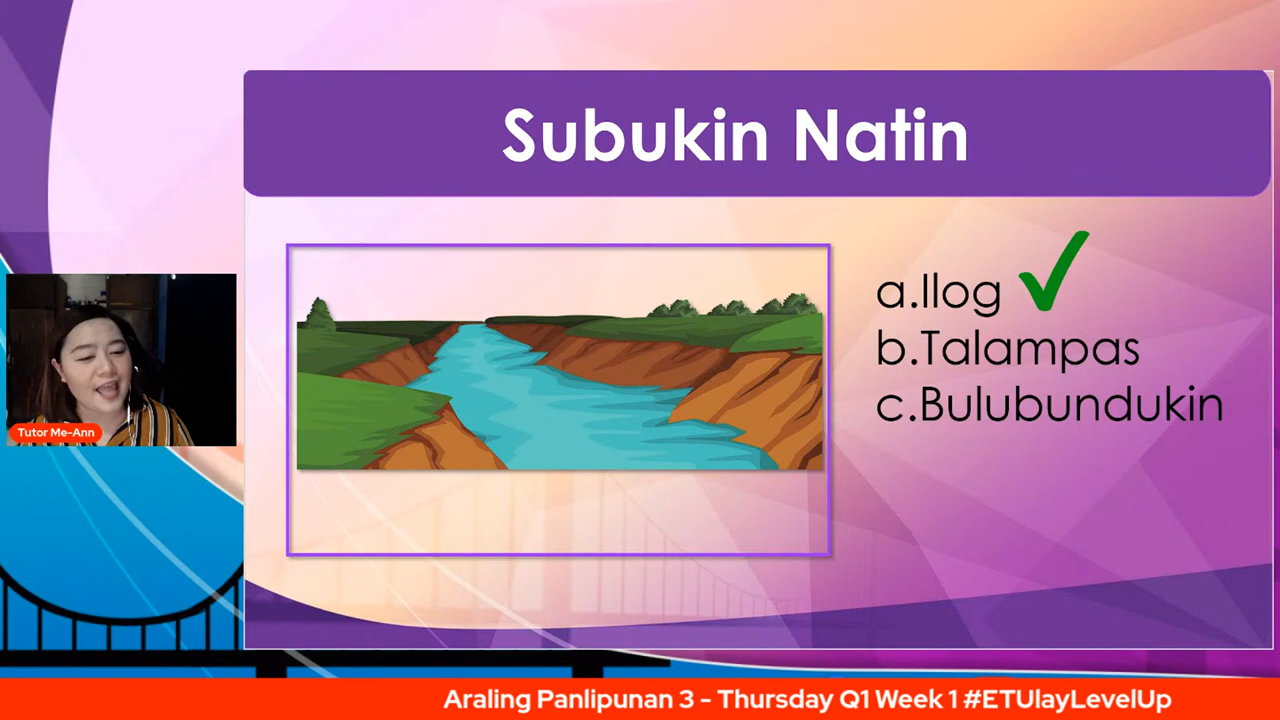 Subukin Natin
a.Ilog
b.Talampas
c.Bulubundukin
Tutor Me-Ann
Araling Panlipunan 3 - Thursday Q1 Week 1 #ETUlayLevelUp